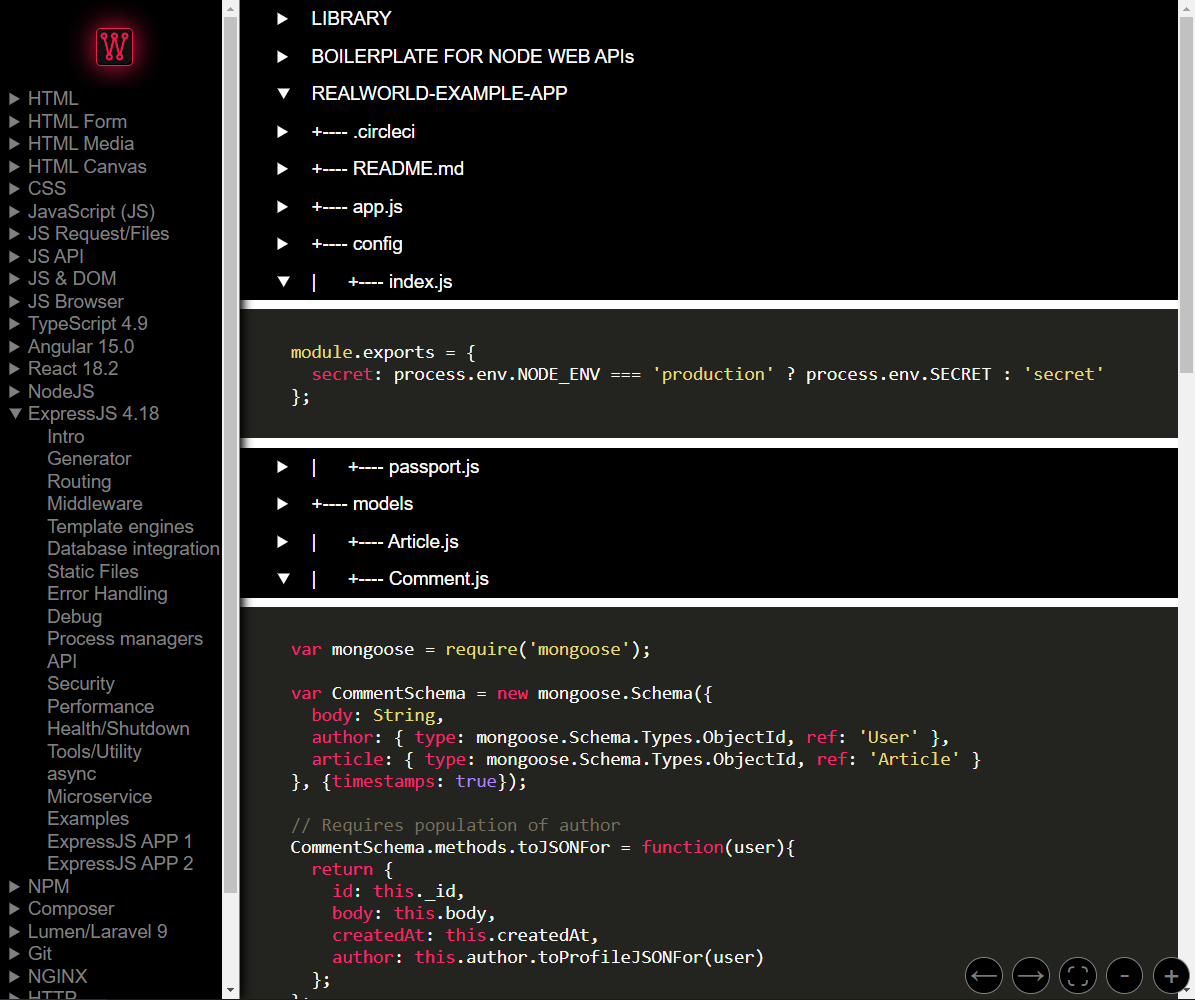 HTML
HTML Form
HTML Media
HTML Canvas
CSS
JavaScript (JS)
JS Request/Files
JS API
JS & DOM
JS Browser
TypeScript 4.9
Angular 15.0
React 18.2
NodeJS
ExpressJS 4.18
Intro
Generator
Routing
Middleware
Template engines
Database integration
Static Files
Error Handling
Debug
Process managers
API
Security
Performance
Health/Shutdown
Tools/Utility
async
Microservice
Examples
ExpressJS APP 1
ExpressJS APP 2
NPM
Composer
Lumen/Laravel 9
Git
NGINX
HTTP
LIBRARY
BOILERPLATE FOR NODE WEB APIs
REALWORLD-EXAMPLE-APP
+---- .circleci
+---- README.md
+---- app.js
+---- config
|      +---- index.js
module.exports = {
  secret: process.env.NODE_ENV === 'production' ? process.env.SECRET : 'secret'
};
|      +---- passport.js
+---- models
|      +---- Article.js
|      +---- Comment.js
var mongoose = require('mongoose');
var CommentSchema = new mongoose.Schema({
  body: String,
  author: { type: mongoose.Schema.Types.ObjectId, ref: 'User' },
  article: { type: mongoose.Schema.Types.ObjectId, ref: 'Article' }
}, {timestamps: true});
// Requires population of author
CommentSchema.methods.toJSONFor = function(user){
  return {
    id: this._id,
    body: this.body,
    createdAt: this.createdAt,
    author: this.author.toProfileJSONFor(user)
  };
};